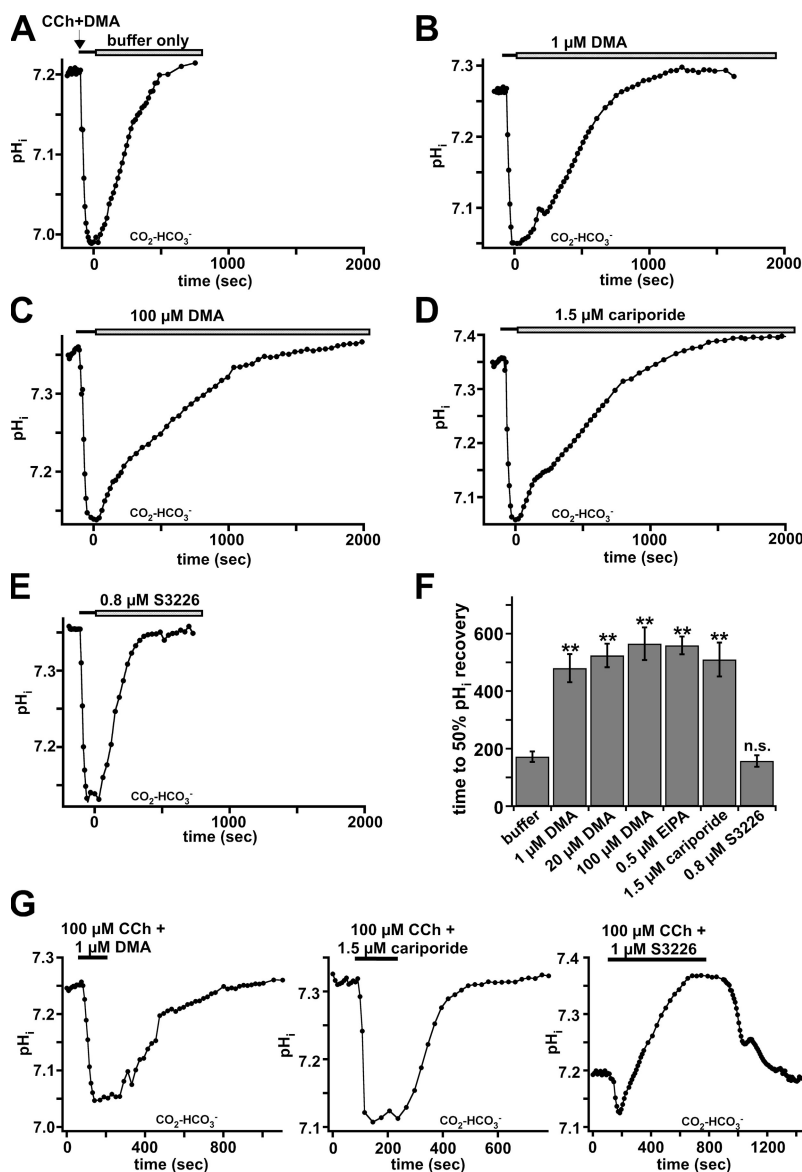 A
CCh+DMA
buffer only
7.2
7.1
7.0
pHi
CO2-HCO3-
0
1000
2000
time (sec)
B
1 µM DMA
7.3
7.2
7.1
pHi
CO2-HCO3-
0
1000
2000
time (sec)
C
100 µM DMA
7.3
7.2
pHi
CO2-HCO3-
0
1000
2000
time (sec)
D
1.5 µM cariporide
7.4
7.3
7.2
7.1
pHi
CO2-HCO3-
0
1000
2000
time (sec)
E
0.8 µM S3226
7.3
7.2
pHi
CO2-HCO3-
0
1000
2000
time (sec)
F
time to 50% pHi recovery
600
400
200
0
**
**
**
**
**
n.s.
buffer
1 µM DMA
20 µM DMA
100 µM DMA
0.5 µM EIPA
1.5 µM cariporide
0.8 µM S3226
G
100 µM CCh +
1 µM DMA
7.3
7.2
7.1
7.0
pHi
CO2-HCO3-
0
400
800
time (sec)
100 µM CCh +
1.5 µM cariporide
7.3
7.2
7.1
pHi
CO2-HCO3-
0
200
400
600
time (sec)
100 µM CCh +
1 µM S3226
7.4
7.3
7.2
7.1
pHi
CO2-HCO3-
0
400
800
1200
time (sec)